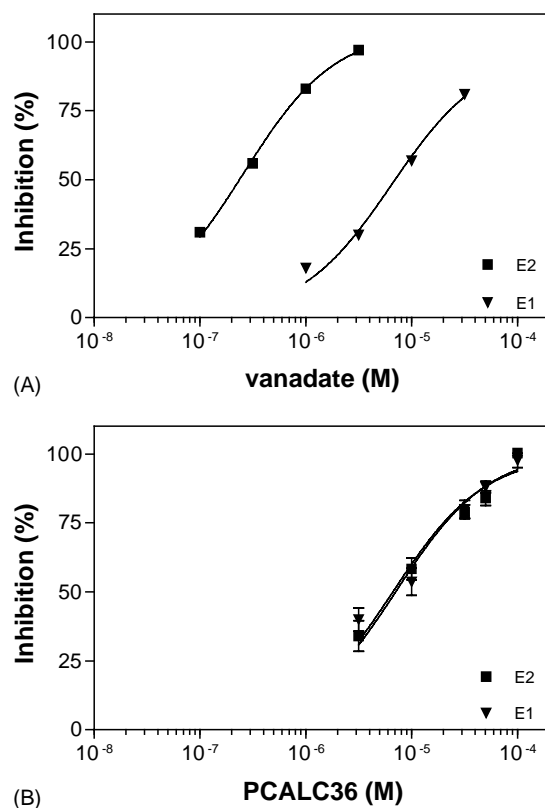 100
75
50
25
0
Inhibition (%)
E2
E1
10⁻⁸ 10⁻⁷ 10⁻⁶ 10⁻⁵ 10⁻⁴
vanadate (M)
(A)
100
75
50
25
0
Inhibition (%)
E2
E1
10⁻⁸ 10⁻⁷ 10⁻⁶ 10⁻⁵ 10⁻⁴
PCALC36 (M)
(B)